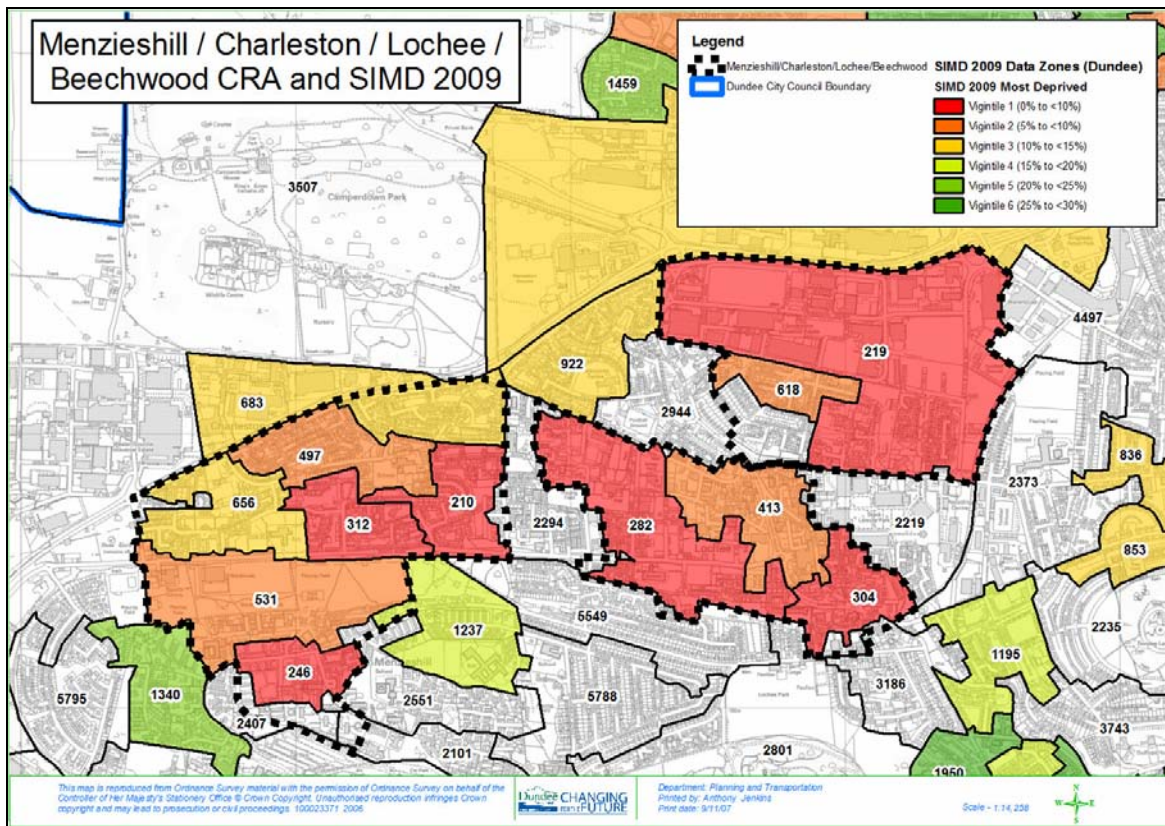 Menzieshill / Charleston / Lochee /
Beechwood CRA and SIMD 2009
Legend
Menzieshill/Charleston/Lochee/Beechwood
Dundee City Council Boundary
SIMD 2009 Data Zones (Dundee)
SIMD 2009 Most Deprived
Vigintile 1 (0% to <10%)
Vigintile 2 (5% to <10%)
Vigintile 3 (10% to <15%)
Vigintile 4 (15% to <20%)
Vigintile 5 (20% to <25%)
Vigintile 6 (25% to <30%)
1459
3507
Camperdown Park
Wildlife Centre
4497
219
922
618
2944
683
497
836
656
210
2373
312
2294
282
413
2219
Lochee
853
531
304
5549
1237
2235
246
1195
5795
1340
2551
5788
3186
2407
3743
2101
2801
1950
This map is reproduced from Ordnance Survey material with the permission of Ordnance Survey on behalf of the
Controller of Her Majesty's Stationery Office © Crown Copyright. Unauthorised reproduction infringes Crown
copyright and may lead to prosecution or civil proceedings. 100023371 2006
Dundee CHANGING
FOR THE FUTURE
Department: Planning and Transportation
Printed by: Anthony Jenkins
Print date: 9/11/07
Scale - 1:14,238
N
W E
S